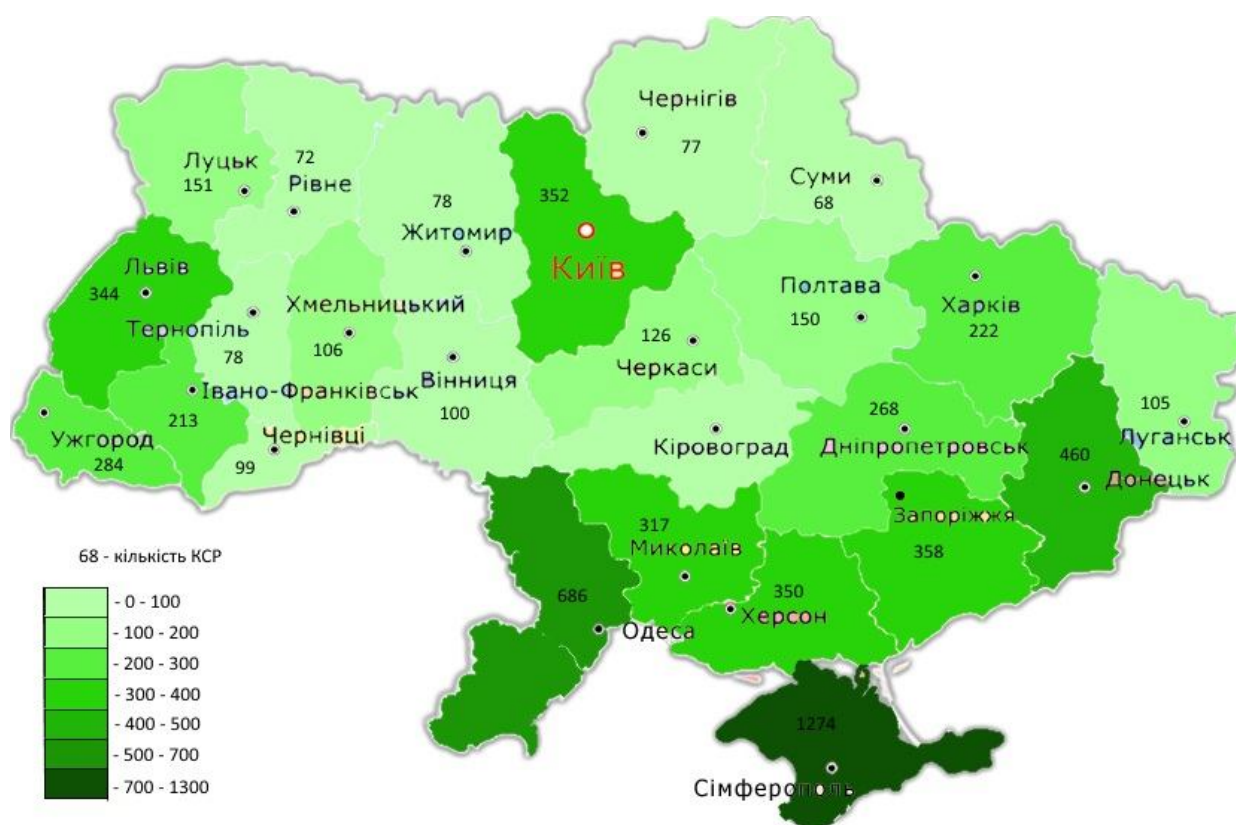 Чернігів
77
Луцьк
151
72
Рівне
Суми
68
78
Житомир
352
Київ
Львів
344
Тернопіль
78
Хмельницький
106
Полтава
150
Харків
222
126
Черкаси
Вінниця
100
Івано-Франківськ
213
Ужгород
284
Чернівці
99
Кіровоград
268
Дніпропетровськ
105
Луганськ
460
Донецьк
Запоріжжя
358
317
Миколаїв
350
Херсон
686
Одеса
1274
Сімферополь
68 - кількість КСР
- 0 - 100
- 100 - 200
- 200 - 300
- 300 - 400
- 400 - 500
- 500 - 700
- 700 - 1300